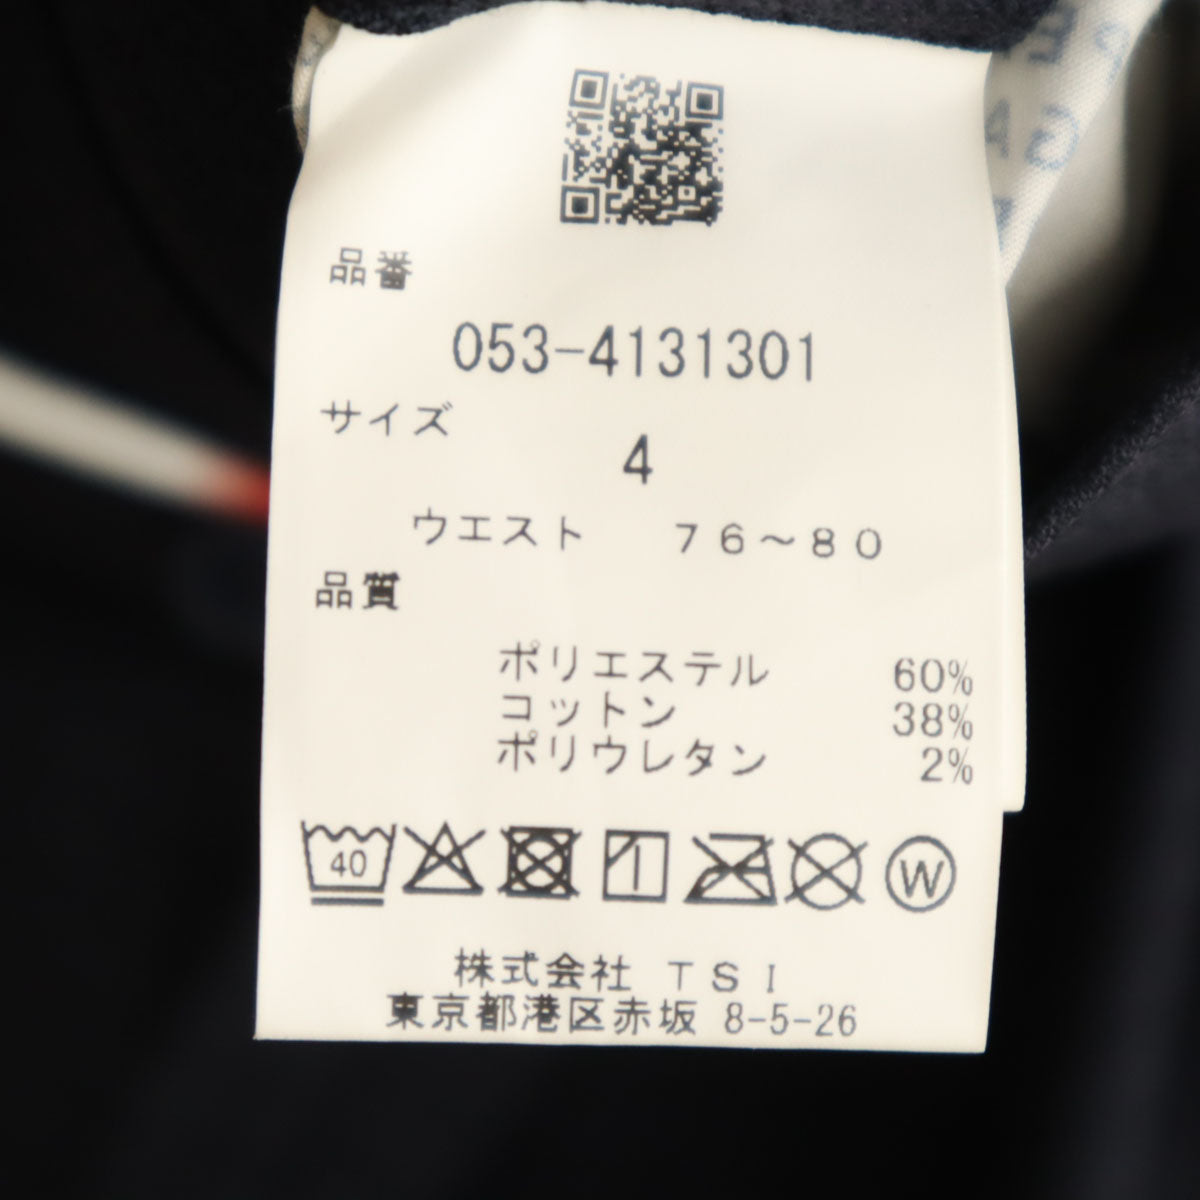 品番
053-4131301
サイズ
4
ウエスト 76～80
品質
ポリエステル 60%
コットン 38%
ポリウレタン 2%
40
W
株式会社 TSI
東京都港区赤坂 8-5-26